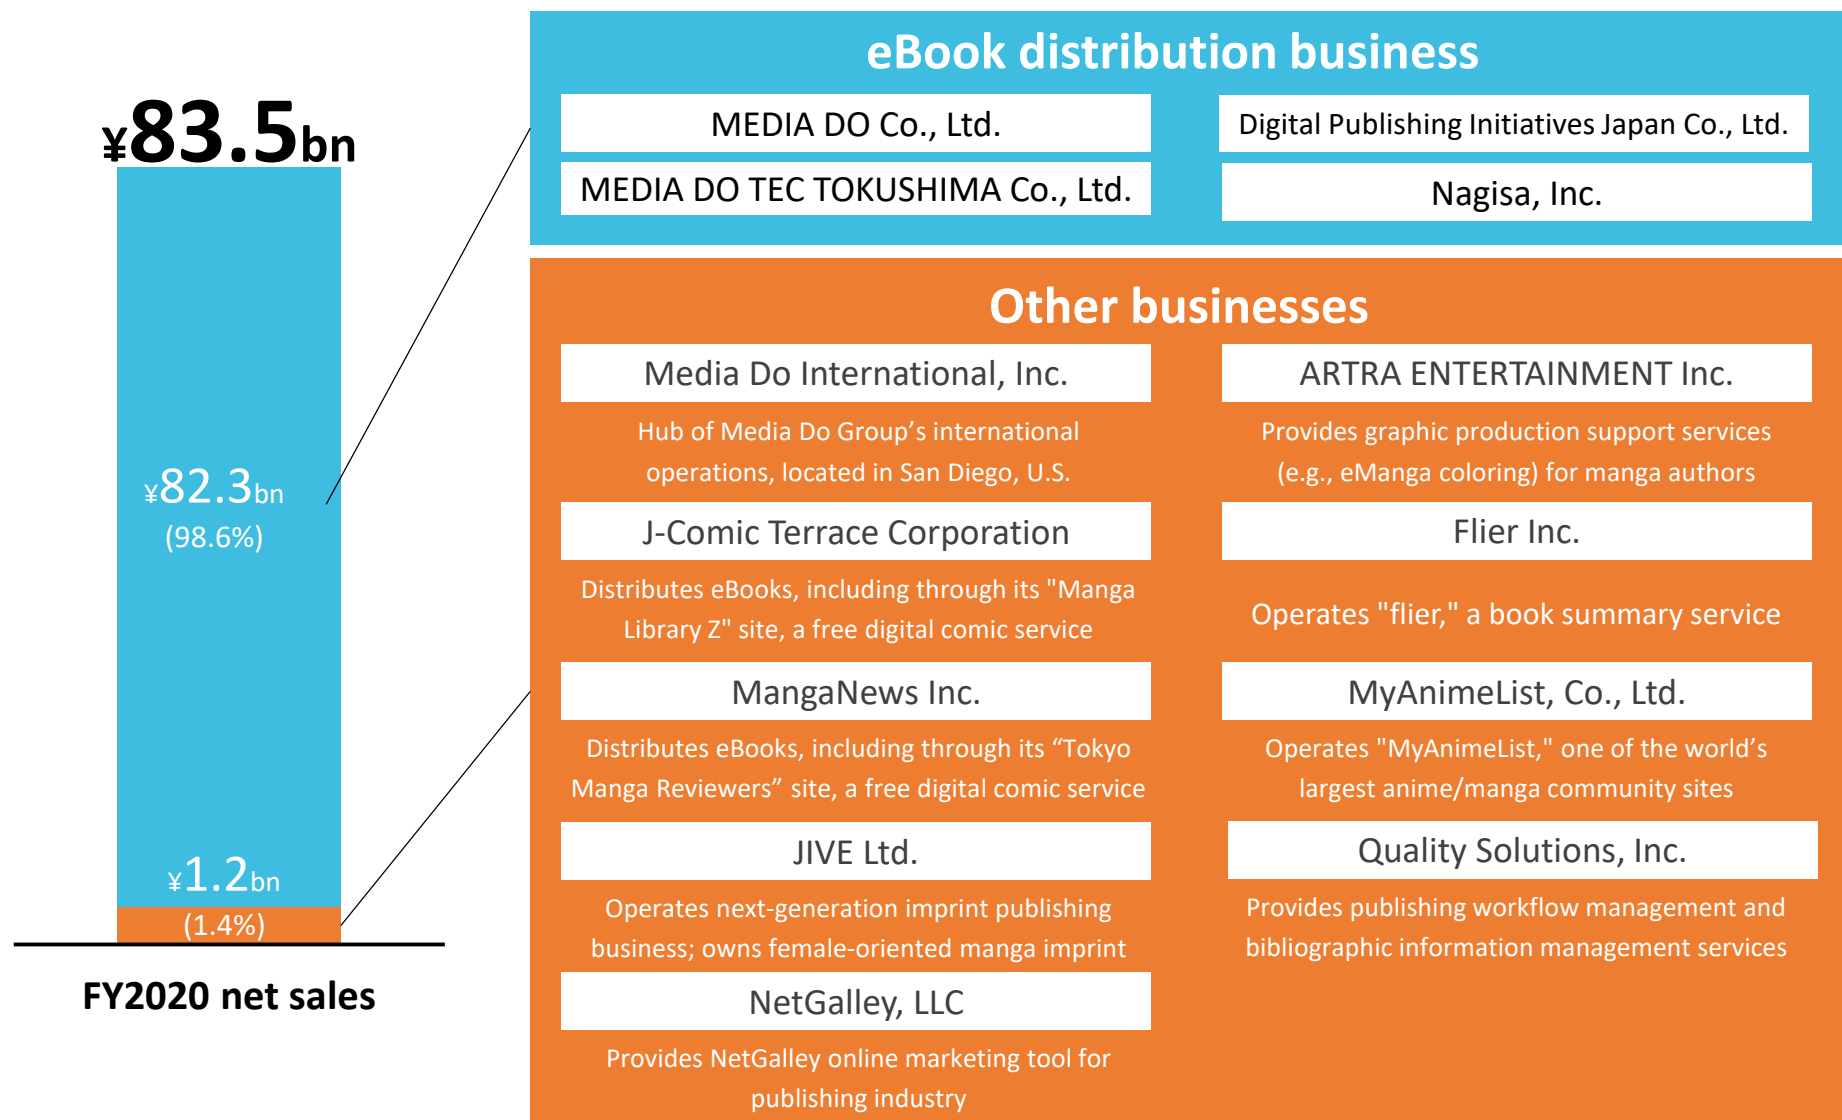 ¥83.5bn
¥82.3bn
(98.6%)
¥1.2bn
(1.4%)
FY2020 net sales
eBook distribution business
MEDIA DO Co., Ltd.
Digital Publishing Initiatives Japan Co., Ltd.
MEDIA DO TEC TOKUSHIMA Co., Ltd.
Nagisa, Inc.
Other businesses
Media Do International, Inc.
Hub of Media Do Group’s international
operations, located in San Diego, U.S.
ARTRA ENTERTAINMENT Inc.
Provides graphic production support services
(e.g., eManga coloring) for manga authors
J-Comic Terrace Corporation
Distributes eBooks, including through its "Manga
Library Z" site, a free digital comic service
Flier Inc.
Operates "flier," a book summary service
MangaNews Inc.
Distributes eBooks, including through its “Tokyo
Manga Reviewers” site, a free digital comic service
MyAnimeList, Co., Ltd.
Operates "MyAnimeList," one of the world’s
largest anime/manga community sites
JIVE Ltd.
Operates next-generation imprint publishing
business; owns female-oriented manga imprint
Quality Solutions, Inc.
Provides publishing workflow management and
bibliographic information management services
NetGalley, LLC
Provides NetGalley online marketing tool for
publishing industry